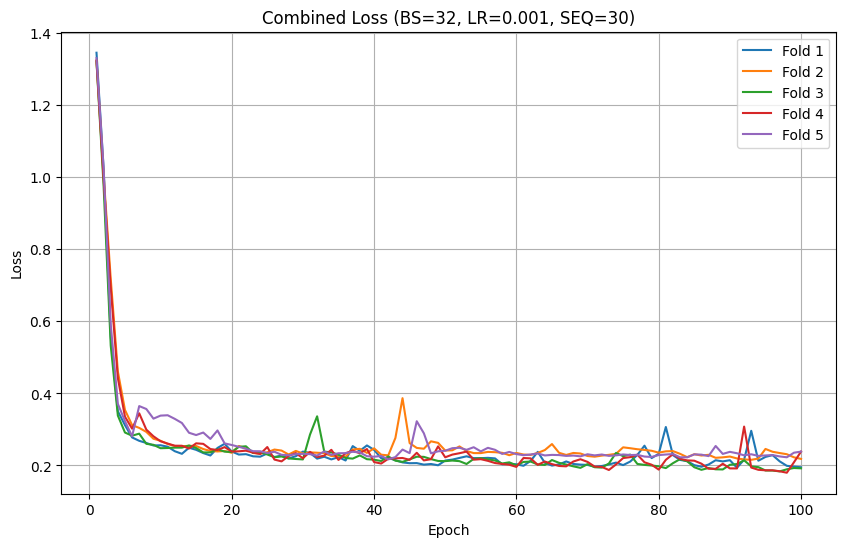 Combined Loss (BS=32, LR=0.001, SEQ=30)
1.4
1.2
1.0
0.8
0.6
0.4
0.2
Loss
Fold 1
Fold 2
Fold 3
Fold 4
Fold 5
0 20 40 60 80 100
Epoch